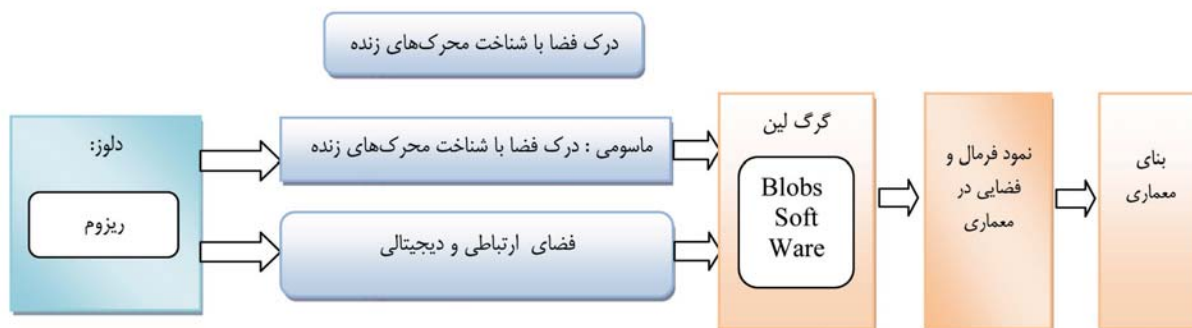 درک فضا با شناخت محرک‌های زنده
دلوز:
ریزوم
ماسومی : درک فضا با شناخت محرک‌های زنده
فضای ارتباطی و دیجیتالی
گرگ لین
Blobs
Soft
Ware
نمود فرمال و
فضایی در
معماری
بنای
معماری